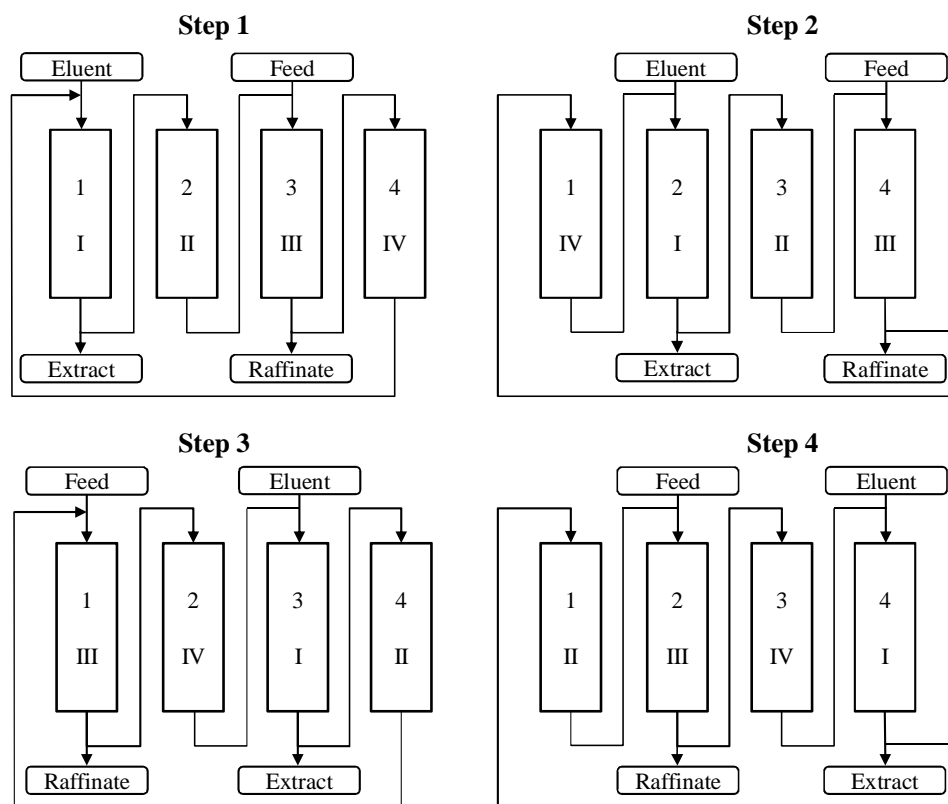 Step 1
Step 2
Eluent
Feed
Eluent
Feed
1
2
3
4
1
2
3
4
I
II
III
IV
IV
I
II
III
Extract
Raffinate
Extract
Raffinate
Step 3
Step 4
Feed
Eluent
Feed
Eluent
1
2
3
4
1
2
3
4
III
IV
I
II
II
III
IV
I
Raffinate
Extract
Raffinate
Extract